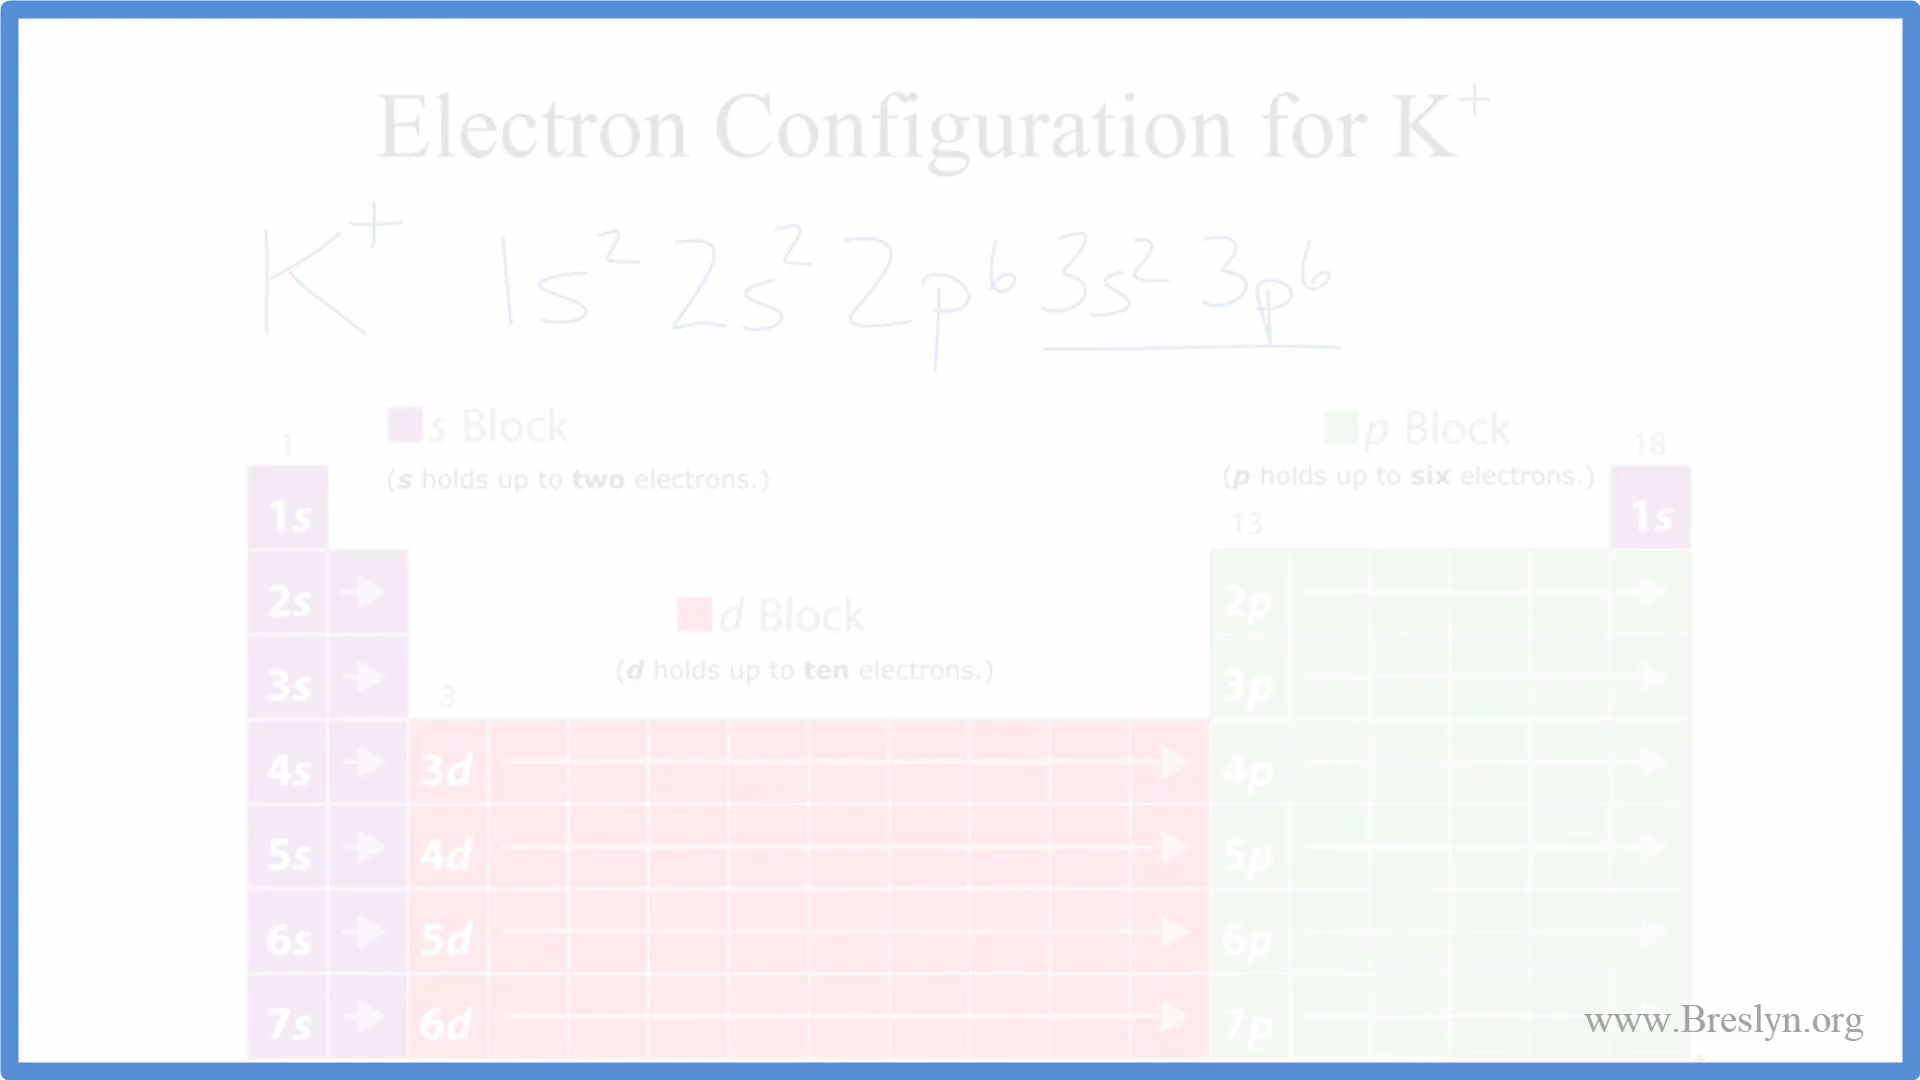 Electron Configuration for K⁺
K⁺ 1s² 2s² 2p⁶ 3s² 3p⁶
s Block
p Block
1
18
(s holds up to two electrons.)
(p holds up to six electrons.)
1s
13
1s
2s
d Block
2p
(d holds up to ten electrons.)
3s
3
3p
4s
3d
4p
5s
4d
5p
6s
5d
6p
7s
6d
7p
www.Breslyn.org